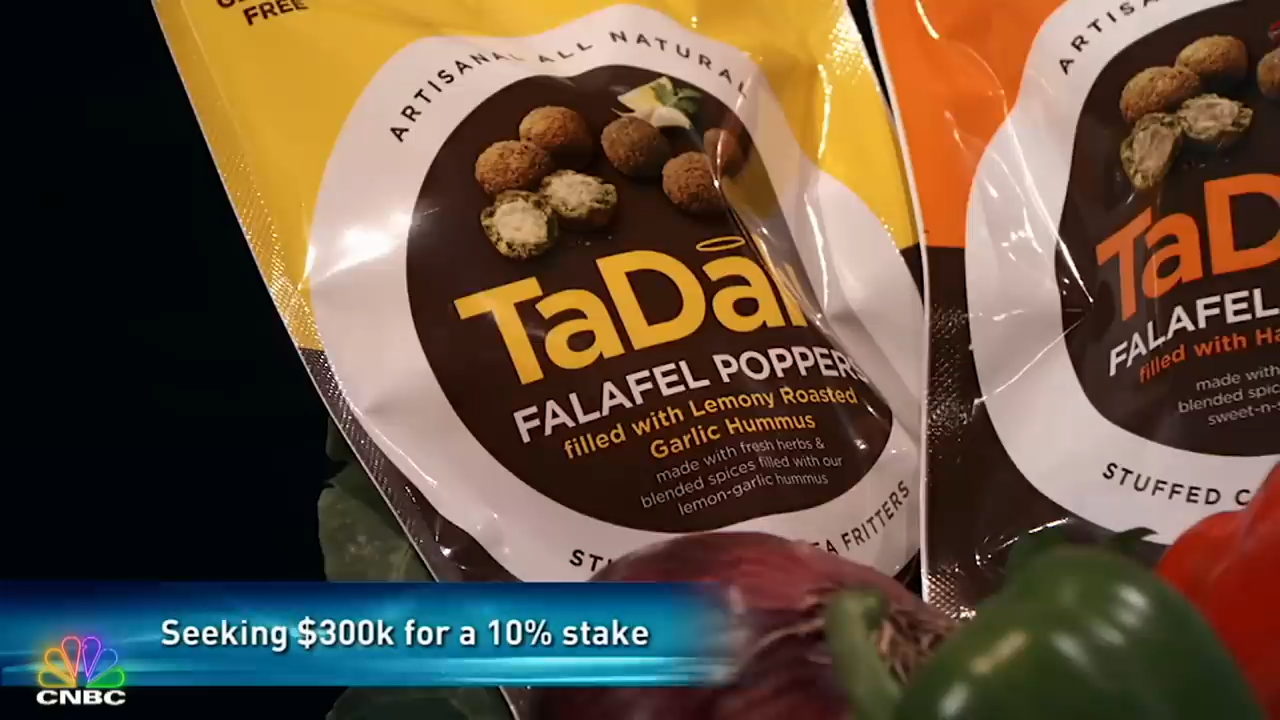 FREE
ARTISANAL ALL NATURAL
TaDah
FALAFEL POPPERS
filled with Lemony Roasted
Garlic Hummus
made with fresh herbs &
blended spices filled with our
lemon-garlic hummus
FRITTERS
ARTISA
TaD
FALAFEL
filled with Ha
made with
blended spic
sweet-n-
STUFFED C
Seeking $300k for a 10% stake
CNBC